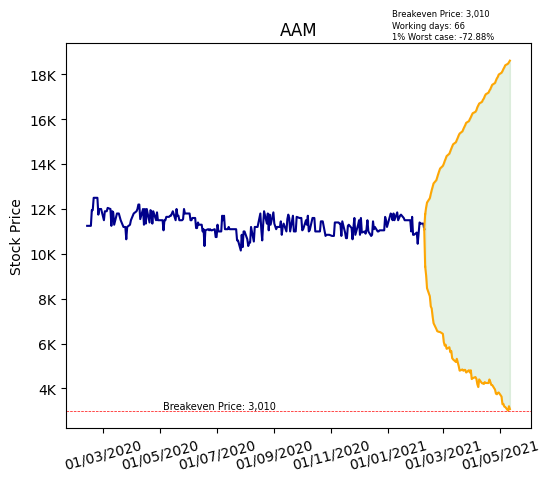 Breakeven Price: 3,010
Working days: 66
1% Worst case: -72.88%
AAM
Stock Price
18K
16K
14K
12K
10K
8K
6K
4K
Breakeven Price: 3,010
01/03/2020
01/05/2020
01/07/2020
01/09/2020
01/11/2020
01/01/2021
01/03/2021
01/05/2021